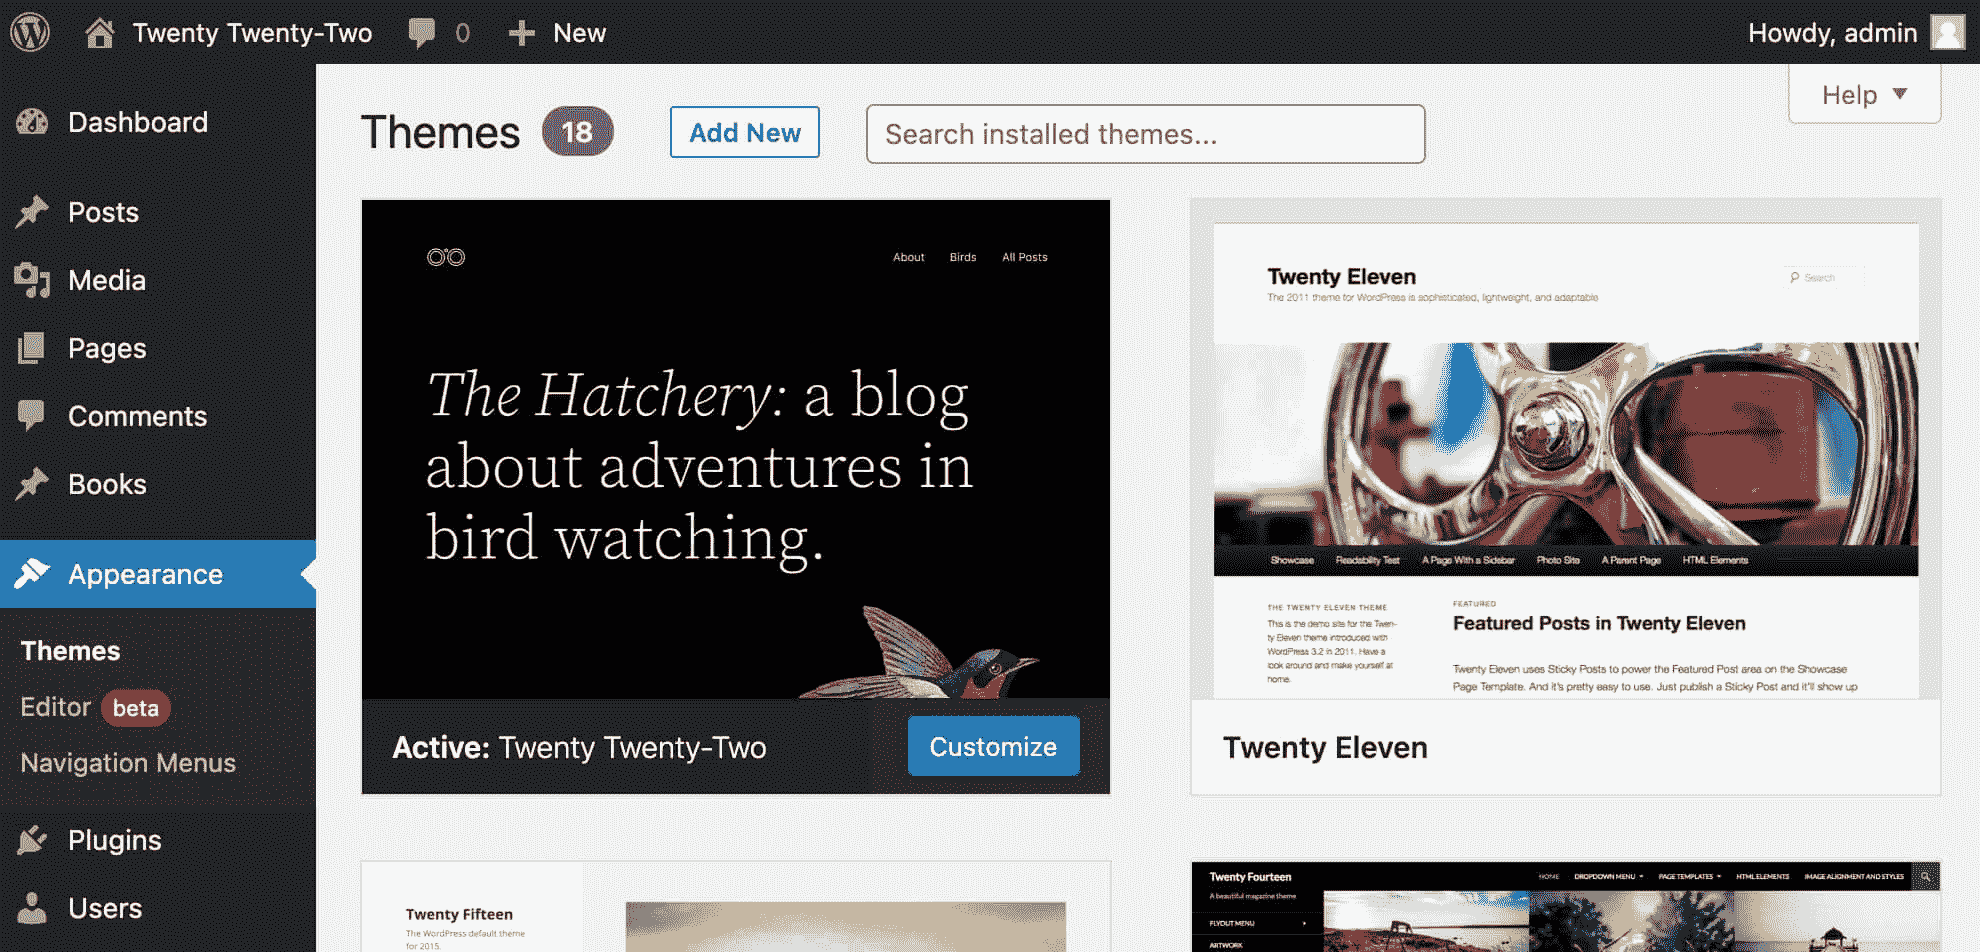 Twenty Twenty-Two 0 New Howdy, admin
Help
Dashboard
Posts
Media
Pages
Comments
Books
Appearance
Themes
Editor beta
Navigation Menus
Plugins
Users
Themes 18 Add New Search installed themes...
About Birds All Posts
The Hatchery: a blog
about adventures in
bird watching.
Active: Twenty Twenty-Two Customize
Twenty Eleven
The 2011 theme for WordPress is sophisticated, lightweight, and adaptable
Search
Showcase Readability Test A Page With a Sidebar Photo Site A Parent Page HTML Elements
THE TWENTY ELEVEN THEME
This is the demo site for the Twen-
ty Eleven theme introduced with
WordPress 3.2 in 2011. Have a
look around and make yourself at
home.
FEATURED
Featured Posts in Twenty Eleven
Twenty Eleven uses Sticky Posts to power the Featured Post area on the Showcase
Page Template. And it's pretty easy to use. Just publish a Sticky Post and it'll show up
Twenty Eleven
Twenty Fifteen
The WordPress default theme
for 2015.
Twenty Fourteen
A beautiful magazine theme
HOME DROPDOWN MENU PAGE TEMPLATES HTML ELEMENTS IMAGE ALIGNMENT AND STYLES
FLYOUT MENU
ARTWORK